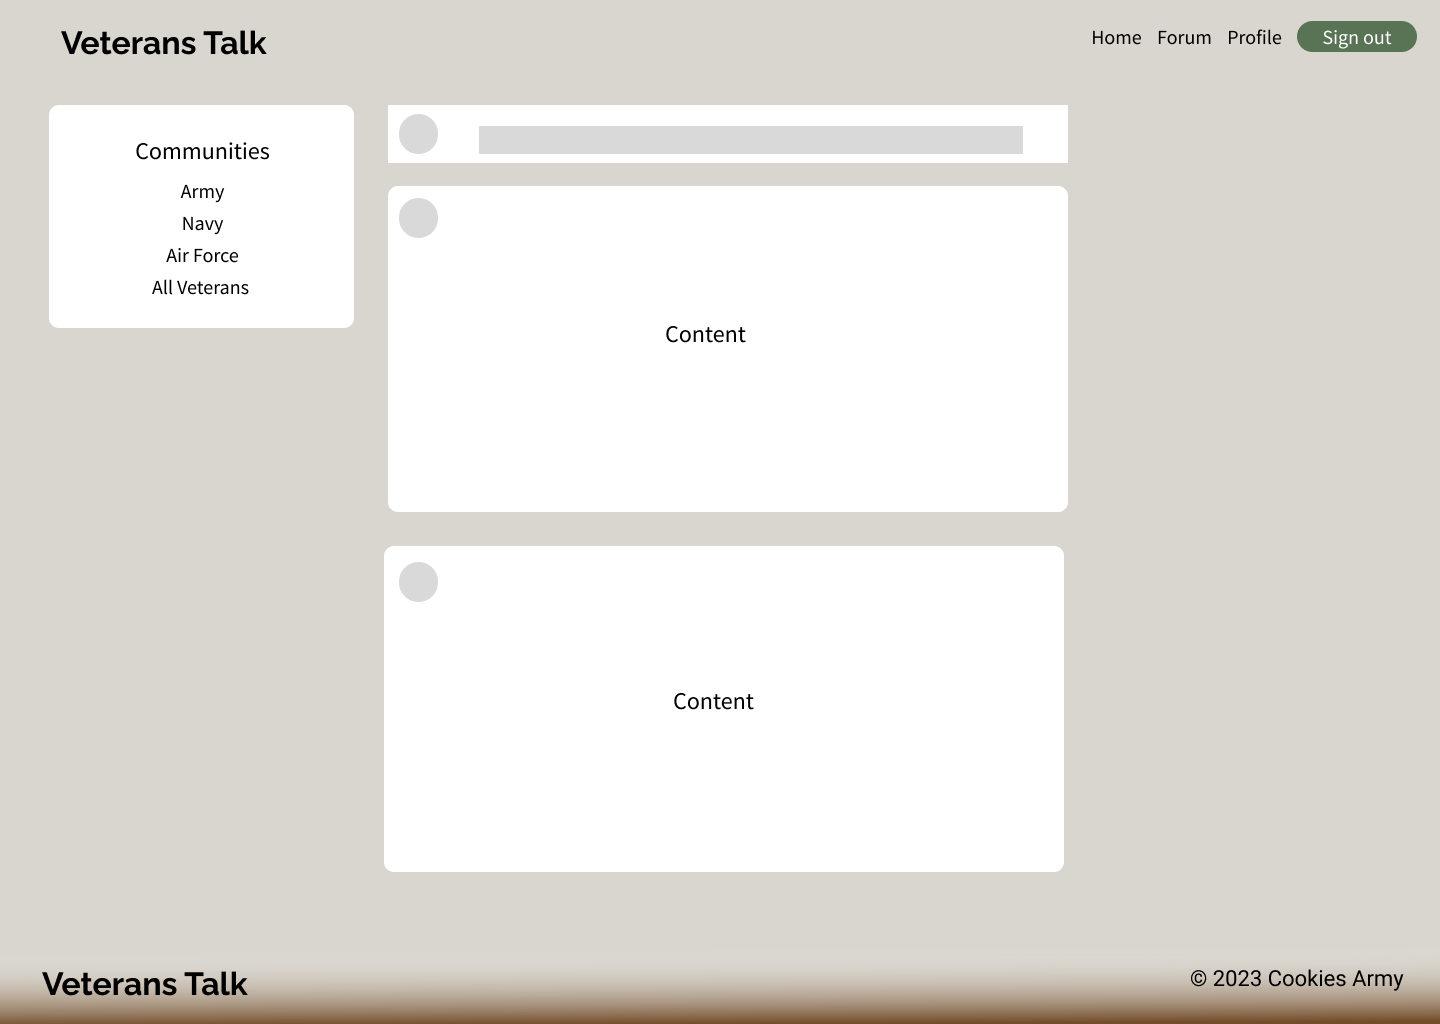 Veterans Talk
Home Forum Profile Sign out
Communities
Army
Navy
Air Force
All Veterans
Content
Content
Veterans Talk
© 2023 Cookies Army